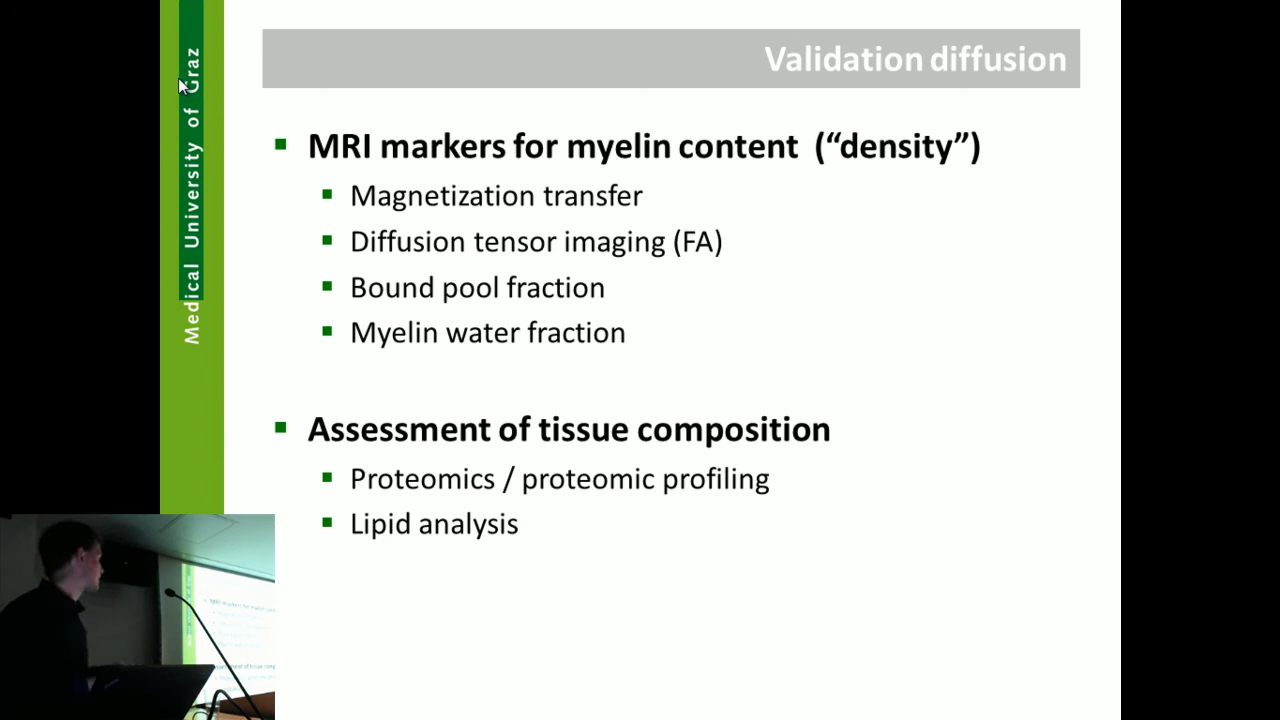 Validation diffusion
MRI markers for myelin content ("density")
Magnetization transfer
Diffusion tensor imaging (FA)
Bound pool fraction
Myelin water fraction
Assessment of tissue composition
Proteomics / proteomic profiling
Lipid analysis
Medical University of Graz